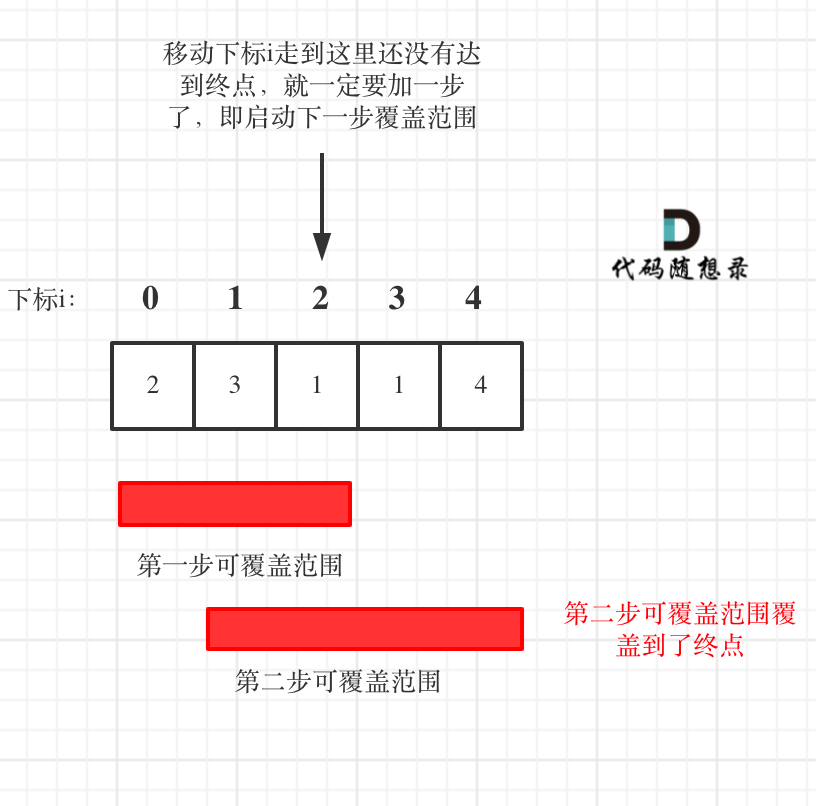 移动下标i走到这里还没有达
到终点，就一定要加一步
了，即启动下一步覆盖范围
代码随想录
下标i： 0 1 2 3 4
2 3 1 1 4
第一步可覆盖范围
第二步可覆盖范围覆
盖到了终点
第二步可覆盖范围